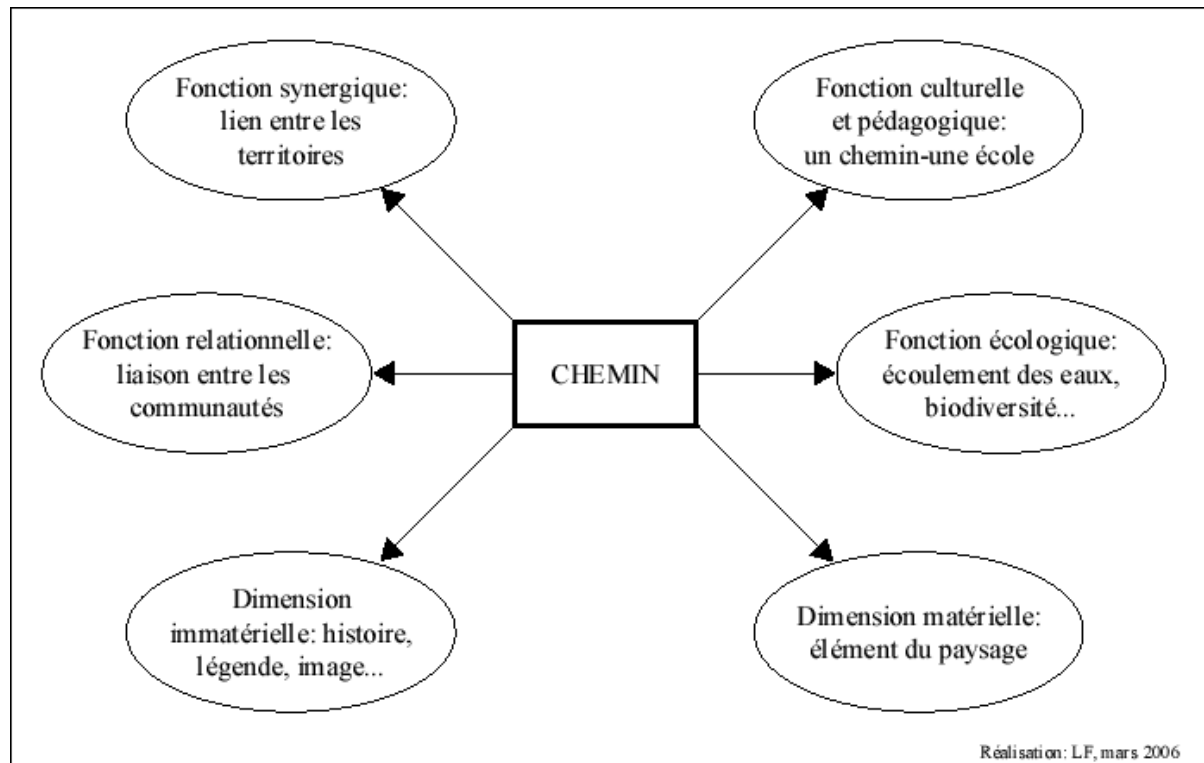 Fonction synergique:
lien entre les
territoires
Fonction culturelle
et pédagogique:
un chemin-une école
Fonction relationnelle:
liaison entre les
communautés
CHEMIN
Fonction écologique:
écoulement des eaux,
biodiversité...
Dimension
immatérielle: histoire,
légende, image...
Dimension matérielle:
élément du paysage
Réalisation: LF, mars 2006